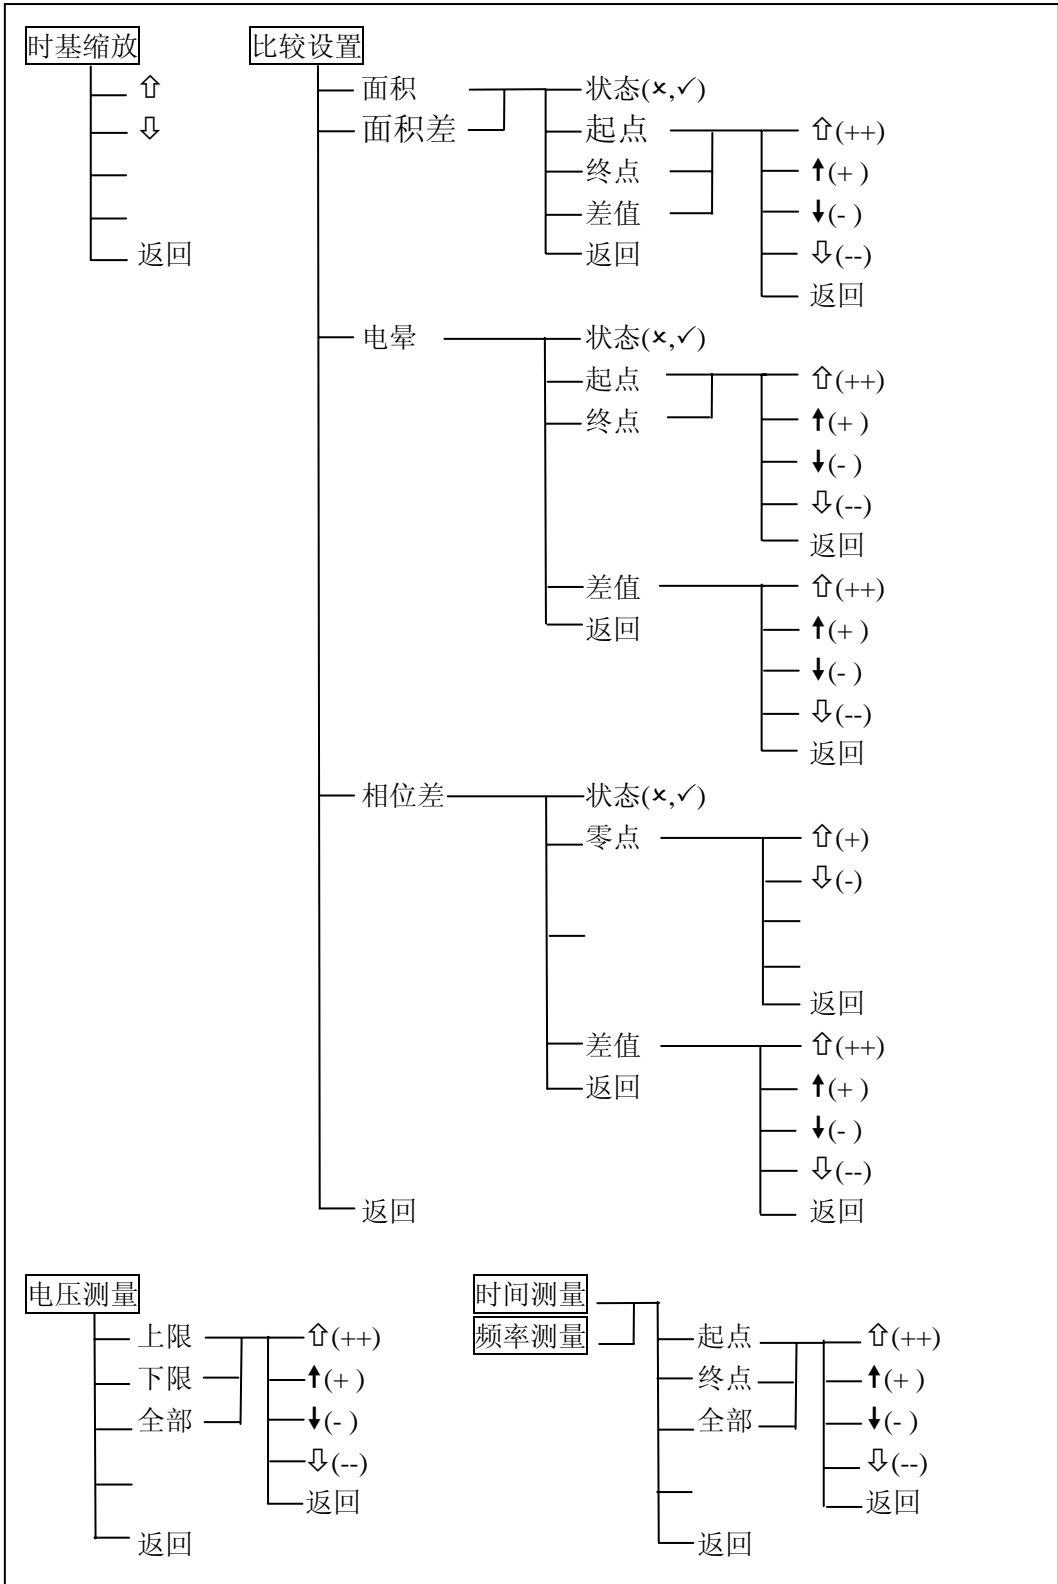 时基缩放 比较设置
⇧ 面积 状态(×,✓)
⇩ 面积差 起点 ⇧(++)
终点 ↑(+ )
差值 ↓(- )
返回 返回 ⇩(--)
返回
电晕 状态(×,✓)
起点 ⇧(++)
终点 ↑(+ )
↓(- )
⇩(--)
返回
差值 ⇧(++)
返回 ↑(+ )
↓(- )
⇩(--)
返回
相位差 状态(×,✓)
零点 ⇧(+)
⇩(-)
返回
差值 ⇧(++)
返回 ↑(+ )
↓(- )
⇩(--)
返回 返回
电压测量 时间测量
频率测量
上限 ⇧(++) 起点 ⇧(++)
下限 ↑(+ ) 终点 ↑(+ )
全部 ↓(- ) 全部 ↓(- )
⇩(--) ⇩(--)
返回 返回
返回 返回